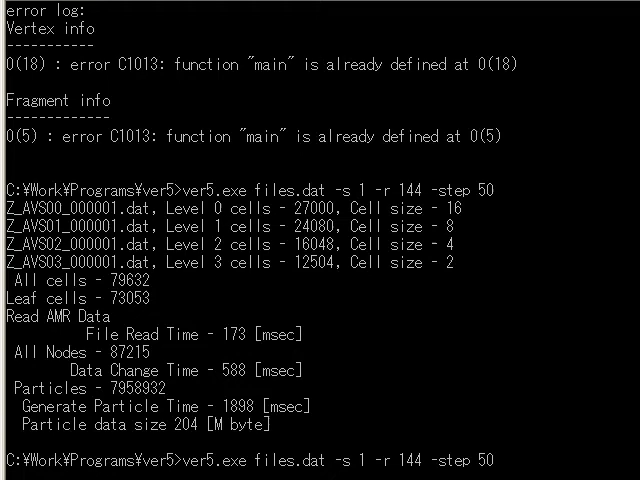 error log:
Vertex info
-----------
0(18) : error C1013: function "main" is already defined at 0(18)
Fragment info
-------------
0(5) : error C1013: function "main" is already defined at 0(5)
C:¥Work¥Programs¥ver5>ver5.exe files.dat -s 1 -r 144 -step 50
Z_AVS00_000001.dat, Level 0 cells - 27000, Cell size - 16
Z_AVS01_000001.dat, Level 1 cells - 24080, Cell size - 8
Z_AVS02_000001.dat, Level 2 cells - 16048, Cell size - 4
Z_AVS03_000001.dat, Level 3 cells - 12504, Cell size - 2
All cells - 79632
Leaf cells - 73053
Read AMR Data
File Read Time - 173 [msec]
All Nodes - 87215
Data Change Time - 588 [msec]
Particles - 7958932
Generate Particle Time - 1898 [msec]
Particle data size 204 [M byte]
C:¥Work¥Programs¥ver5>ver5.exe files.dat -s 1 -r 144 -step 50